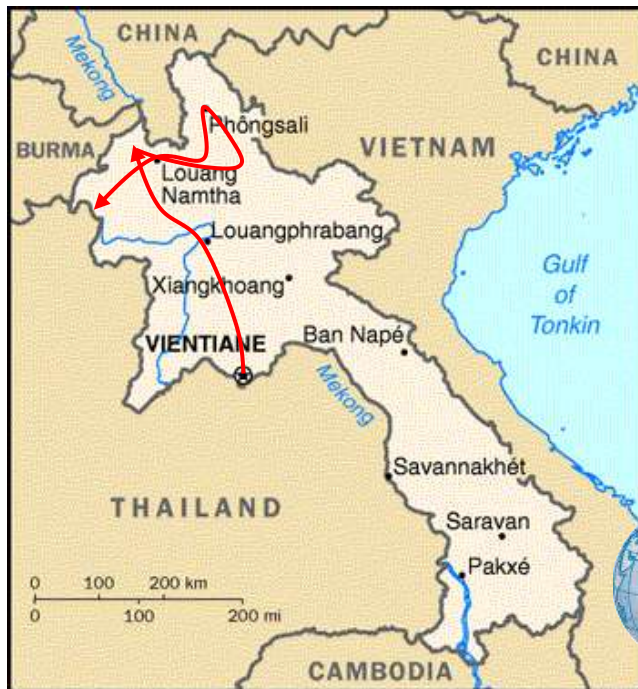 CHINA
CHINA
Mekong
BURMA
Phôngsali
VIETNAM
Louang
Namtha
Louangphrabang
Xiangkhoang
Gulf
of
Tonkin
VIENTIANE
Ban Napé
Mekong
Savannakhét
THAILAND
Saravan
Pakxé
0 100 200 km
0 100 200 mi
CAMBODIA